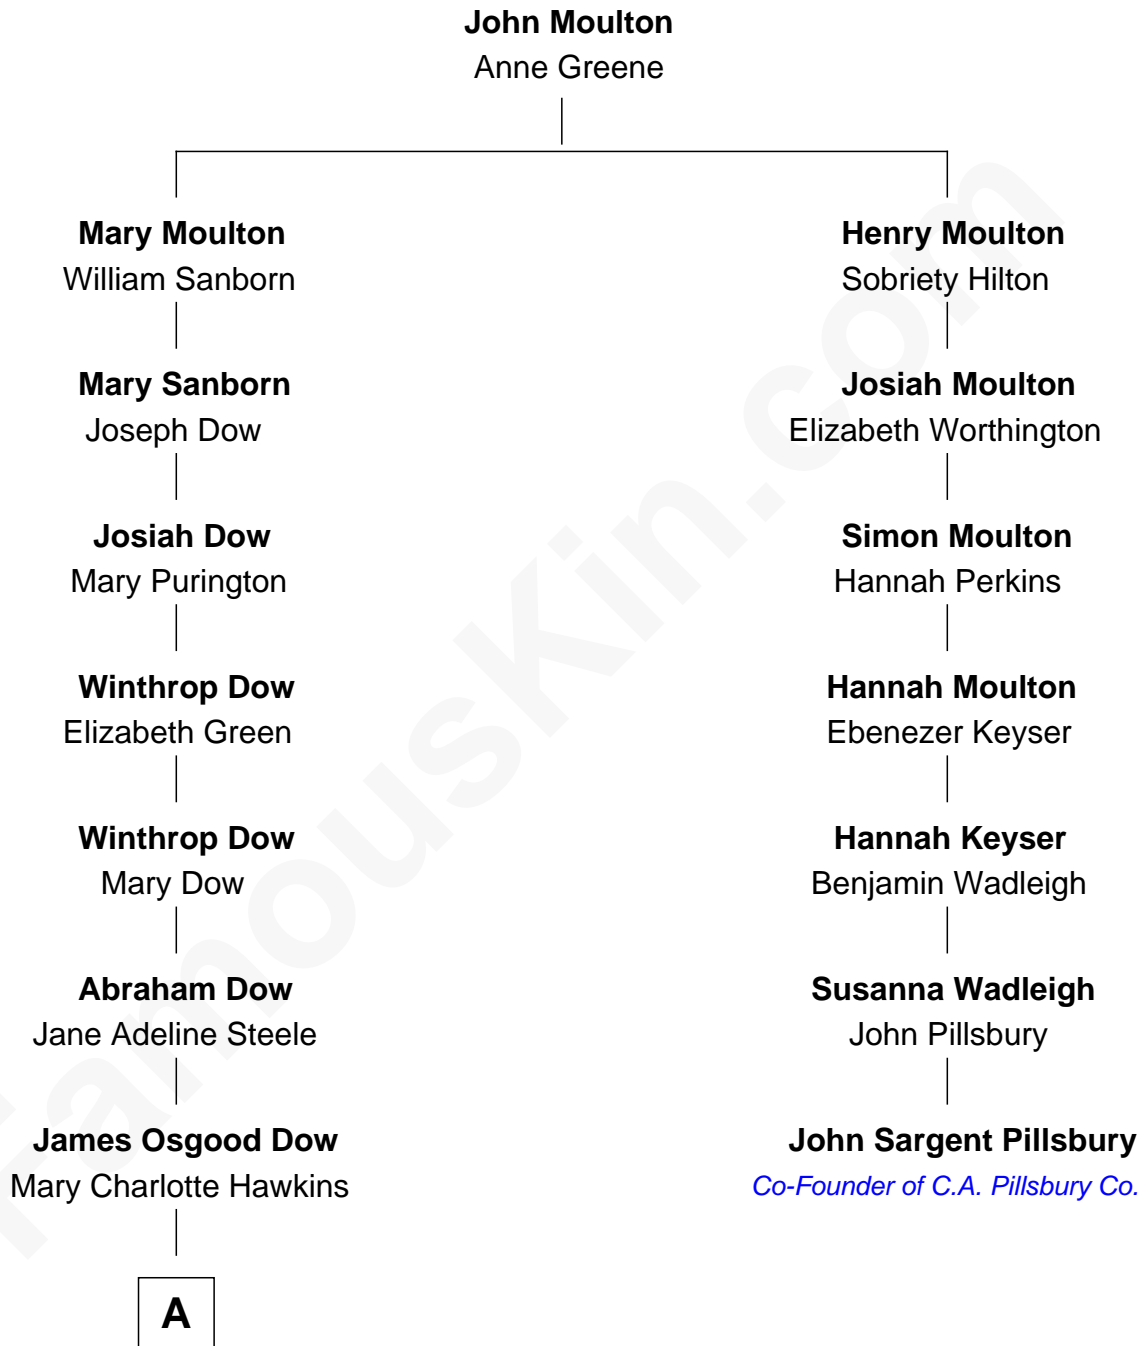 John Moulton
Anne Greene
Mary Moulton
William Sanborn
Henry Moulton
Sobriety Hilton
Mary Sanborn
Joseph Dow
Josiah Moulton
Elizabeth Worthington
Josiah Dow
Mary Purington
Simon Moulton
Hannah Perkins
Winthrop Dow
Elizabeth Green
Hannah Moulton
Ebenezer Keyser
Winthrop Dow
Mary Dow
Hannah Keyser
Benjamin Wadleigh
Abraham Dow
Jane Adeline Steele
Susanna Wadleigh
John Pillsbury
James Osgood Dow
Mary Charlotte Hawkins
John Sargent Pillsbury
Co-Founder of C.A. Pillsbury Co.
A
FamousKin.com